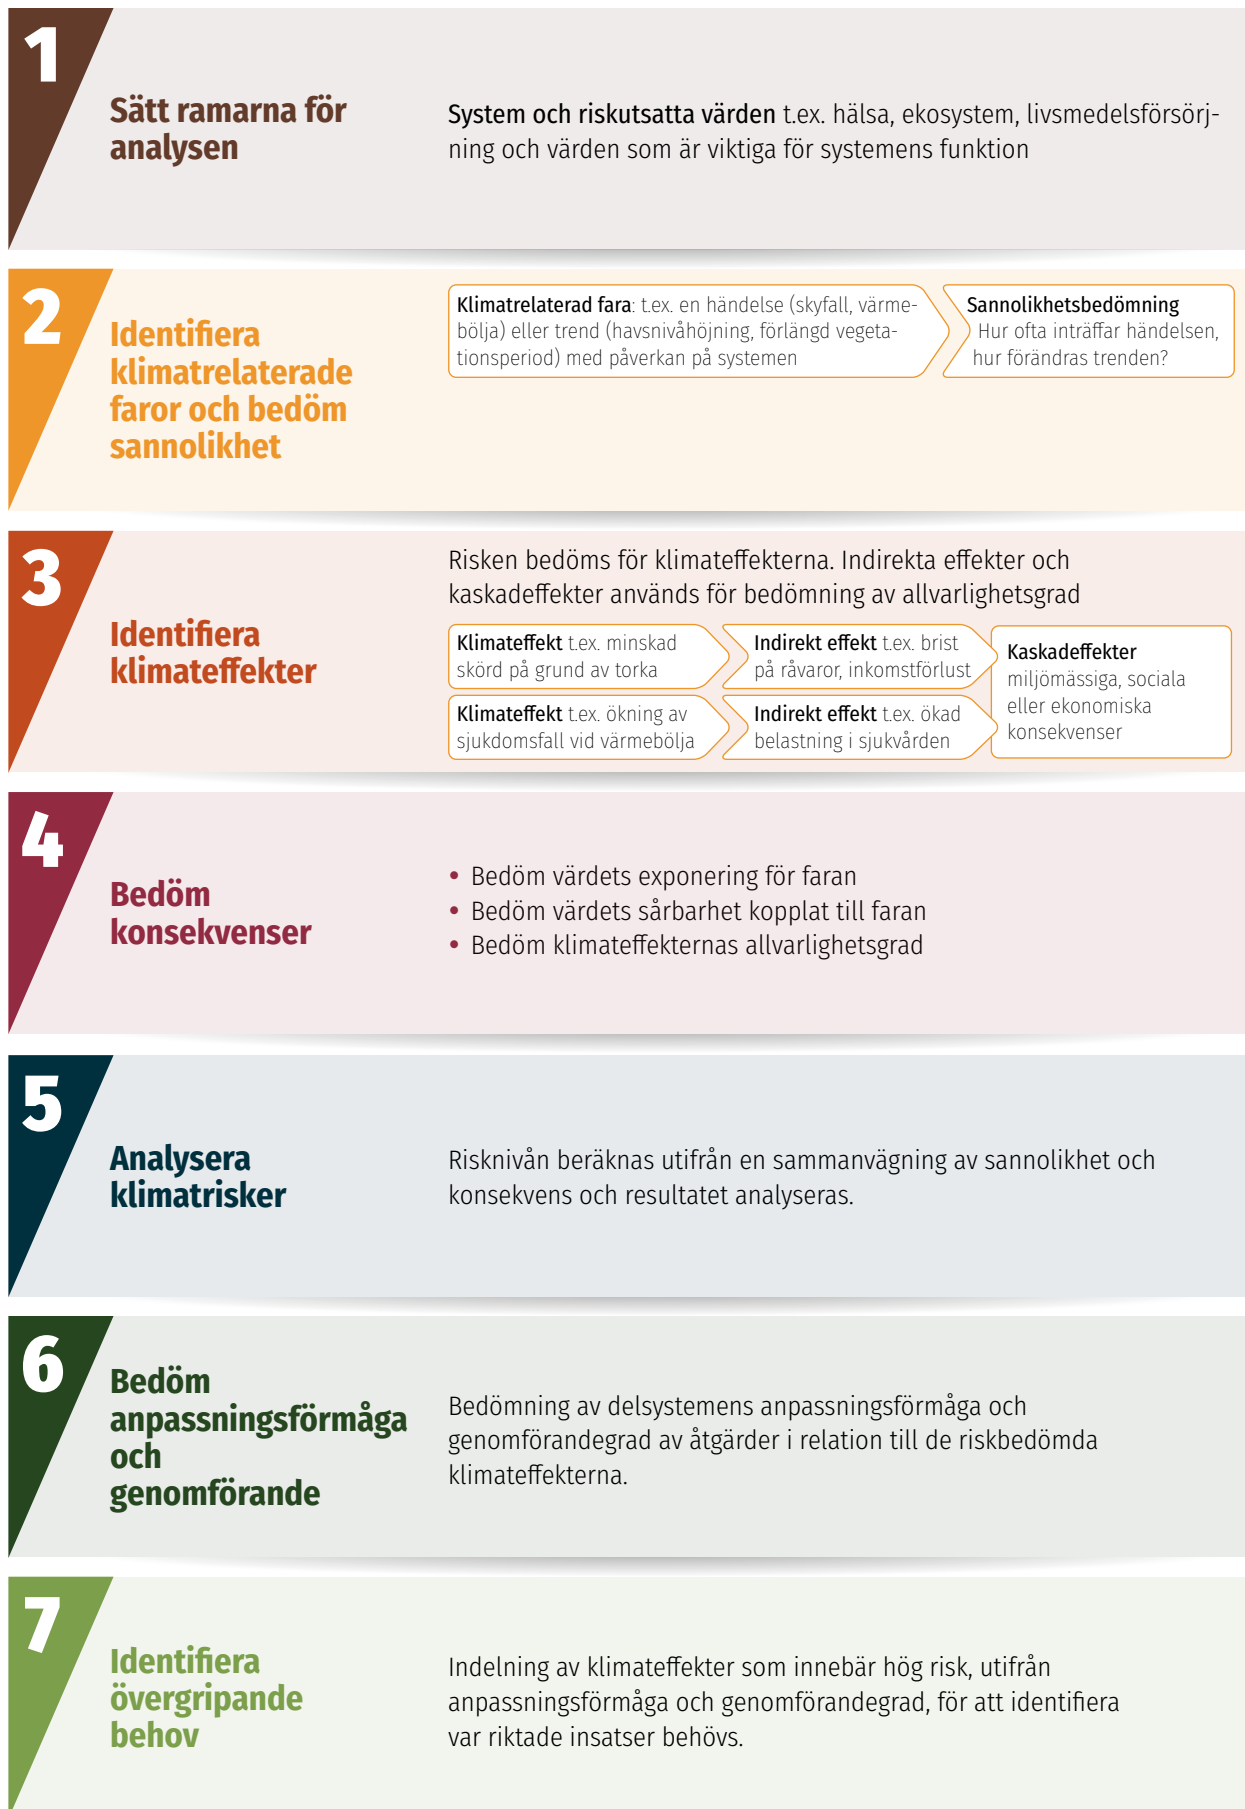 1
Sätt ramarna för
analysen
System och riskutsatta värden t.ex. hälsa, ekosystem, livsmedelsförsörj-
ning och värden som är viktiga för systemens funktion
2
Identifiera
klimatrelaterade
faror och bedöm
sannolikhet
Klimatrelaterad fara: t.ex. en händelse (skyfall, värme-
bölja) eller trend (havsnivåhöjning, förlängd vegeta-
tionsperiod) med påverkan på systemen
Sannolikhetsbedömning
Hur ofta inträffar händelsen,
hur förändras trenden?
3
Identifiera
klimateffekter
Risken bedöms för klimateffekterna. Indirekta effekter och
kaskadeffekter används för bedömning av allvarlighetsgrad
Klimateffekt t.ex. minskad
skörd på grund av torka
Indirekt effekt t.ex. brist
på råvaror, inkomstförlust
Klimateffekt t.ex. ökning av
sjukdomsfall vid värmebölja
Indirekt effekt t.ex. ökad
belastning i sjukvården
Kaskadeffekter
miljömässiga, sociala
eller ekonomiska
konsekvenser
4
Bedöm
konsekvenser
• Bedöm värdets exponering för faran
• Bedöm värdets sårbarhet kopplat till faran
• Bedöm klimateffekternas allvarlighetsgrad
5
Analysera
klimatrisker
Risknivån beräknas utifrån en sammanvägning av sannolikhet och
konsekvens och resultatet analyseras.
6
Bedöm
anpassningsförmåga
och
genomförande
Bedömning av delsystemens anpassningsförmåga och
genomförandegrad av åtgärder i relation till de riskbedömda
klimateffekterna.
7
Identifiera
övergripande
behov
Indelning av klimateffekter som innebär hög risk, utifrån
anpassningsförmåga och genomförandegrad, för att identifiera
var riktade insatser behövs.